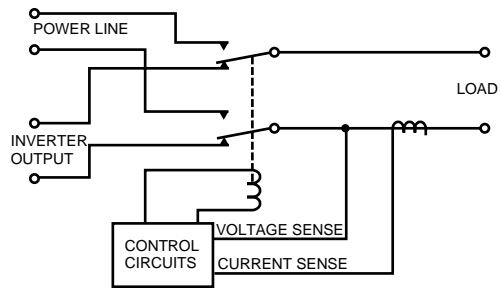 POWER LINE
LOAD
INVERTER
OUTPUT
VOLTAGE SENSE
CONTROL
CIRCUITS
CURRENT SENSE